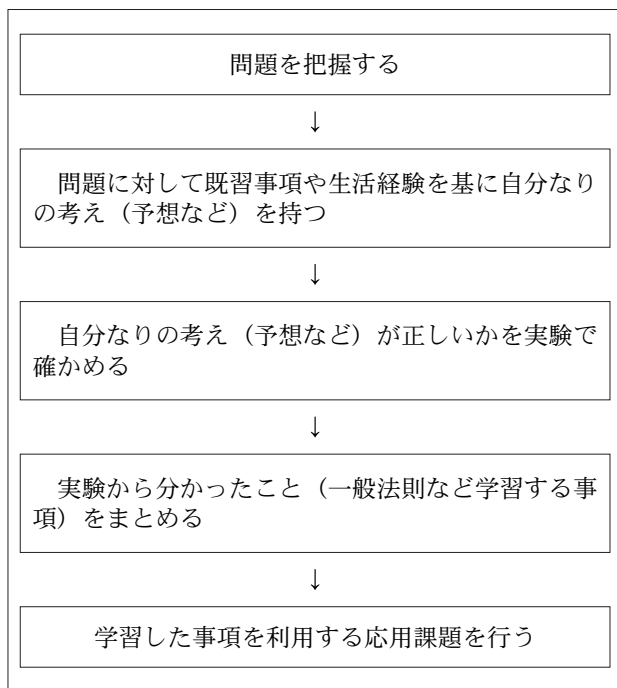 問題を把握する
↓
問題に対して既習事項や生活経験を基に自分なり
の考え（予想など）を持つ
↓
自分なりの考え（予想など）が正しいかを実験で
確かめる
↓
実験から分かったこと（一般法則など学習する事
項）をまとめる
↓
学習した事項を利用する応用課題を行う